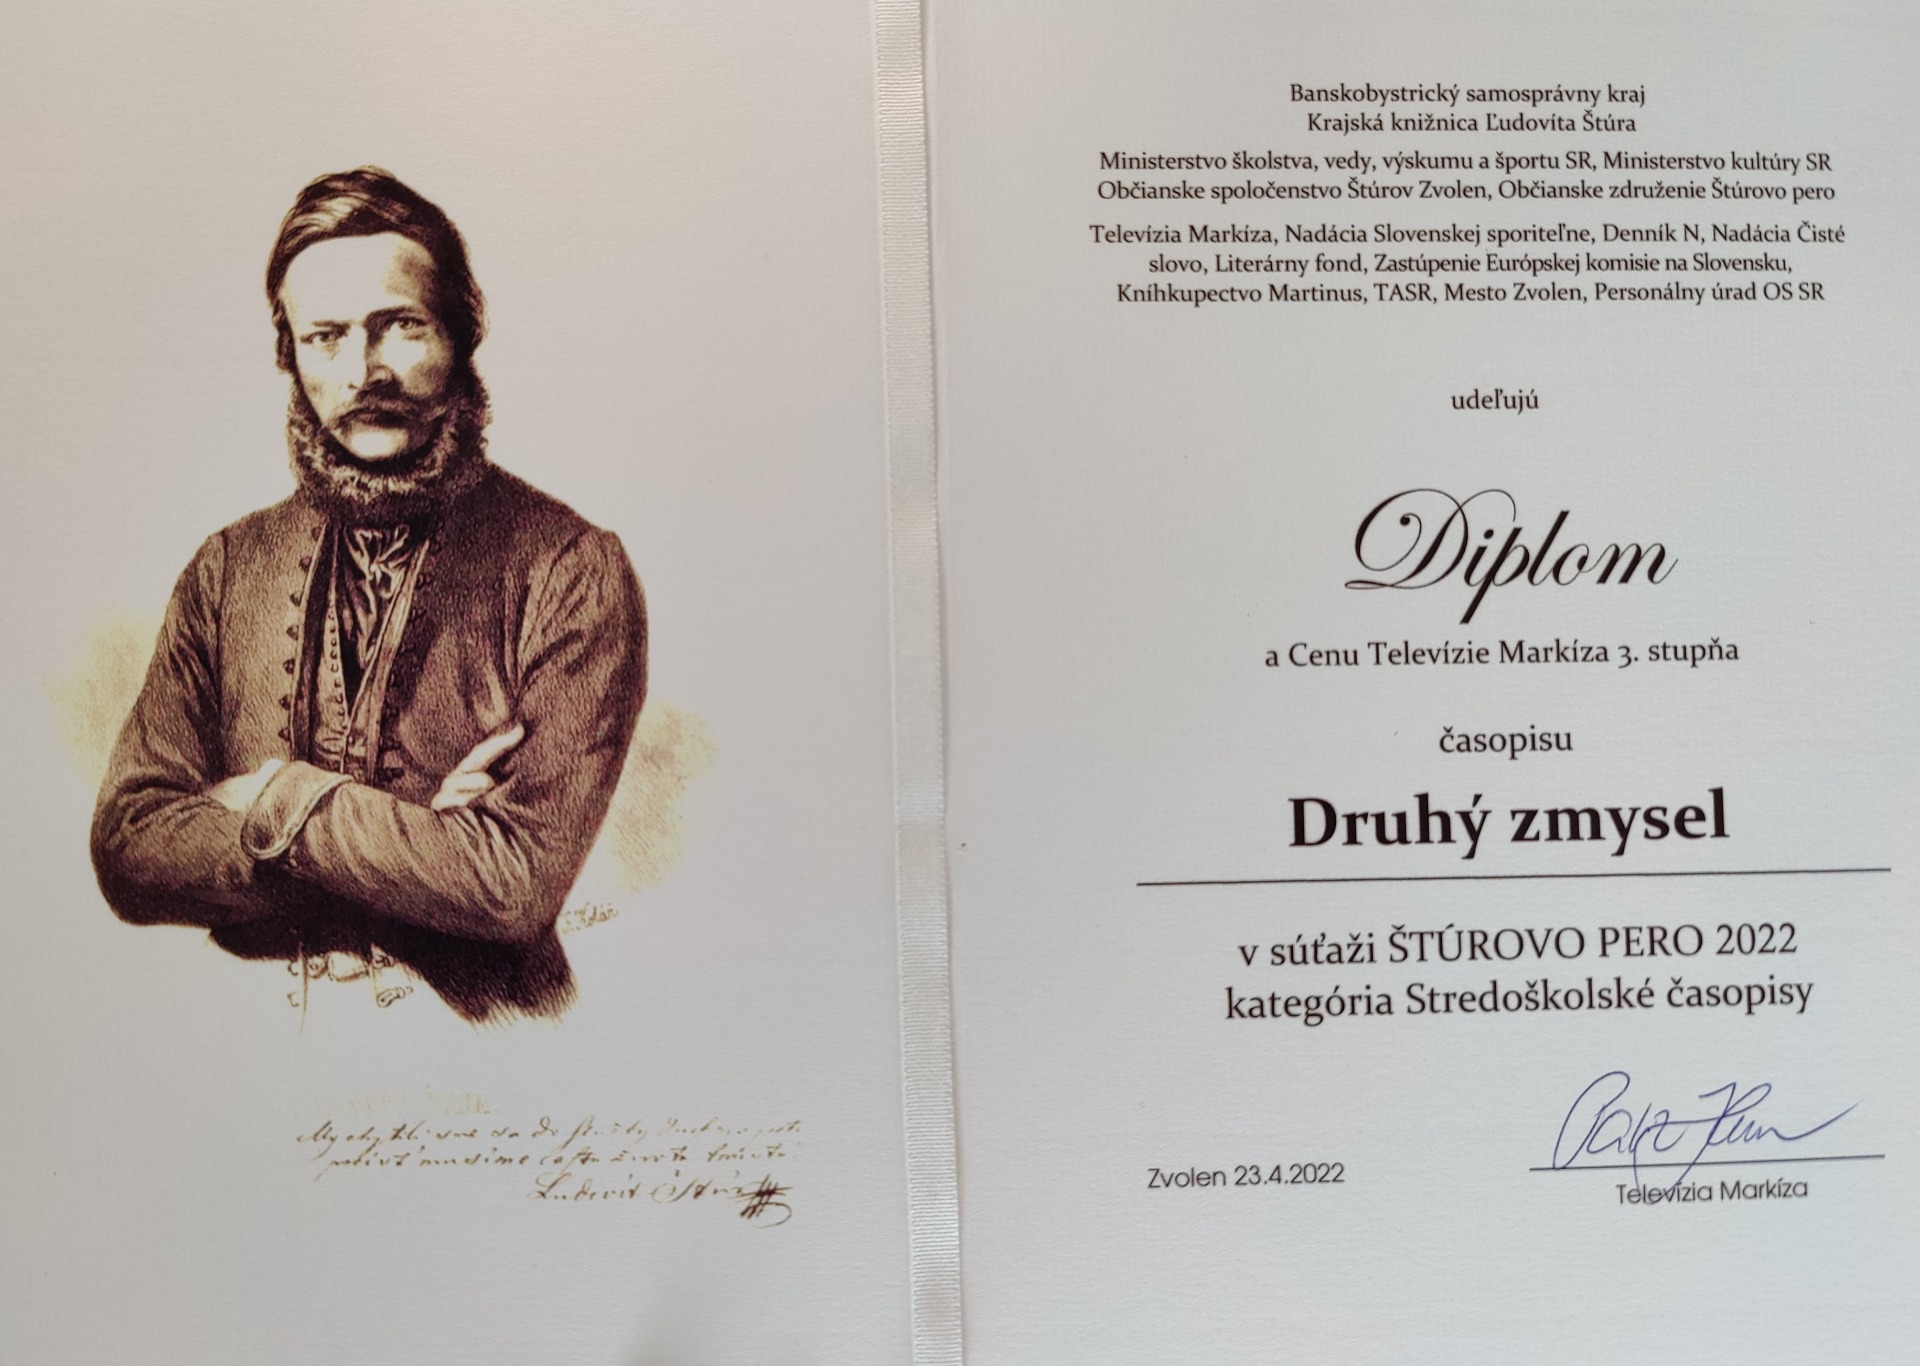 F. Kolář
Ludevít Štúr
Banskobystrický samosprávny kraj
Krajská knižnica Ľudovíta Štúra
Ministerstvo školstva, vedy, výskumu a športu SR, Ministerstvo kultúry SR
Občianske spoločenstvo Štúrov Zvolen, Občianske združenie Štúrovo pero
Televízia Markíza, Nadácia Slovenskej sporiteľne, Denník N, Nadácia Čisté
slovo, Literárny fond, Zastúpenie Európskej komisie na Slovensku,
Kníhkupectvo Martinus, TASR, Mesto Zvolen, Personálny úrad OS SR
udeľujú
Diplom
a Cenu Televízie Markíza 3. stupňa
časopisu
Druhý zmysel
v súťaži ŠTÚROVO PERO 2022
kategória Stredoškolské časopisy
Zvolen 23.4.2022
Televízia Markíza